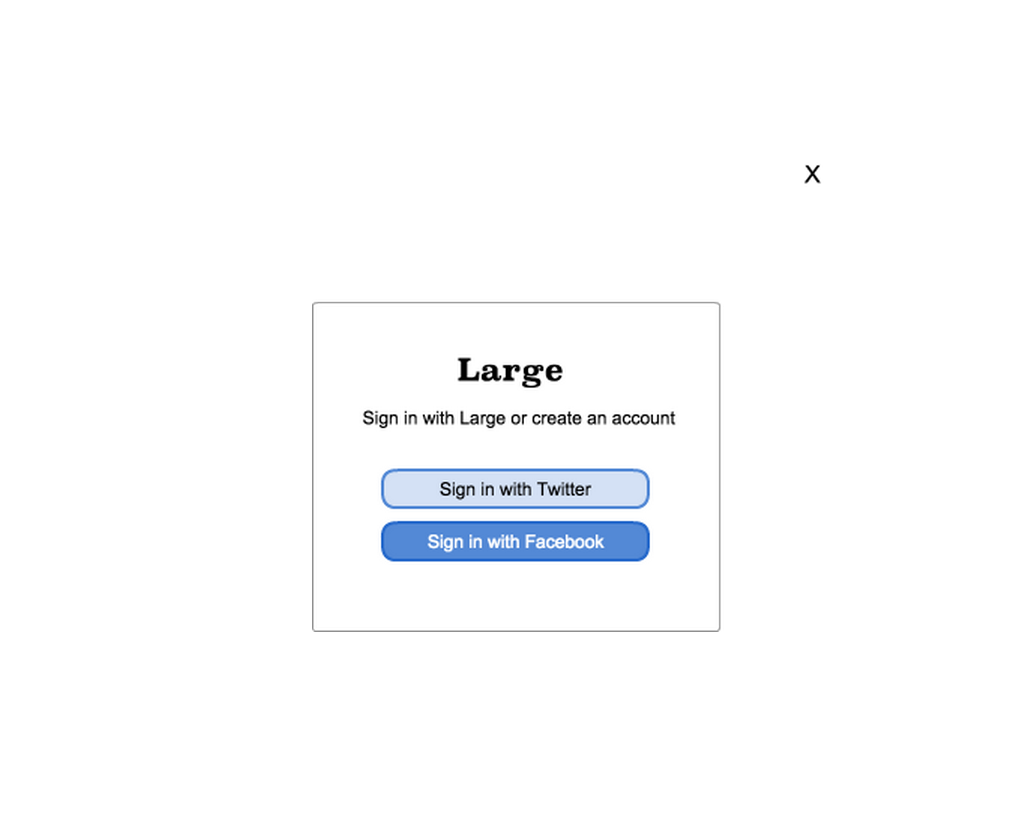 X
Large
Sign in with Large or create an account
Sign in with Twitter
Sign in with Facebook